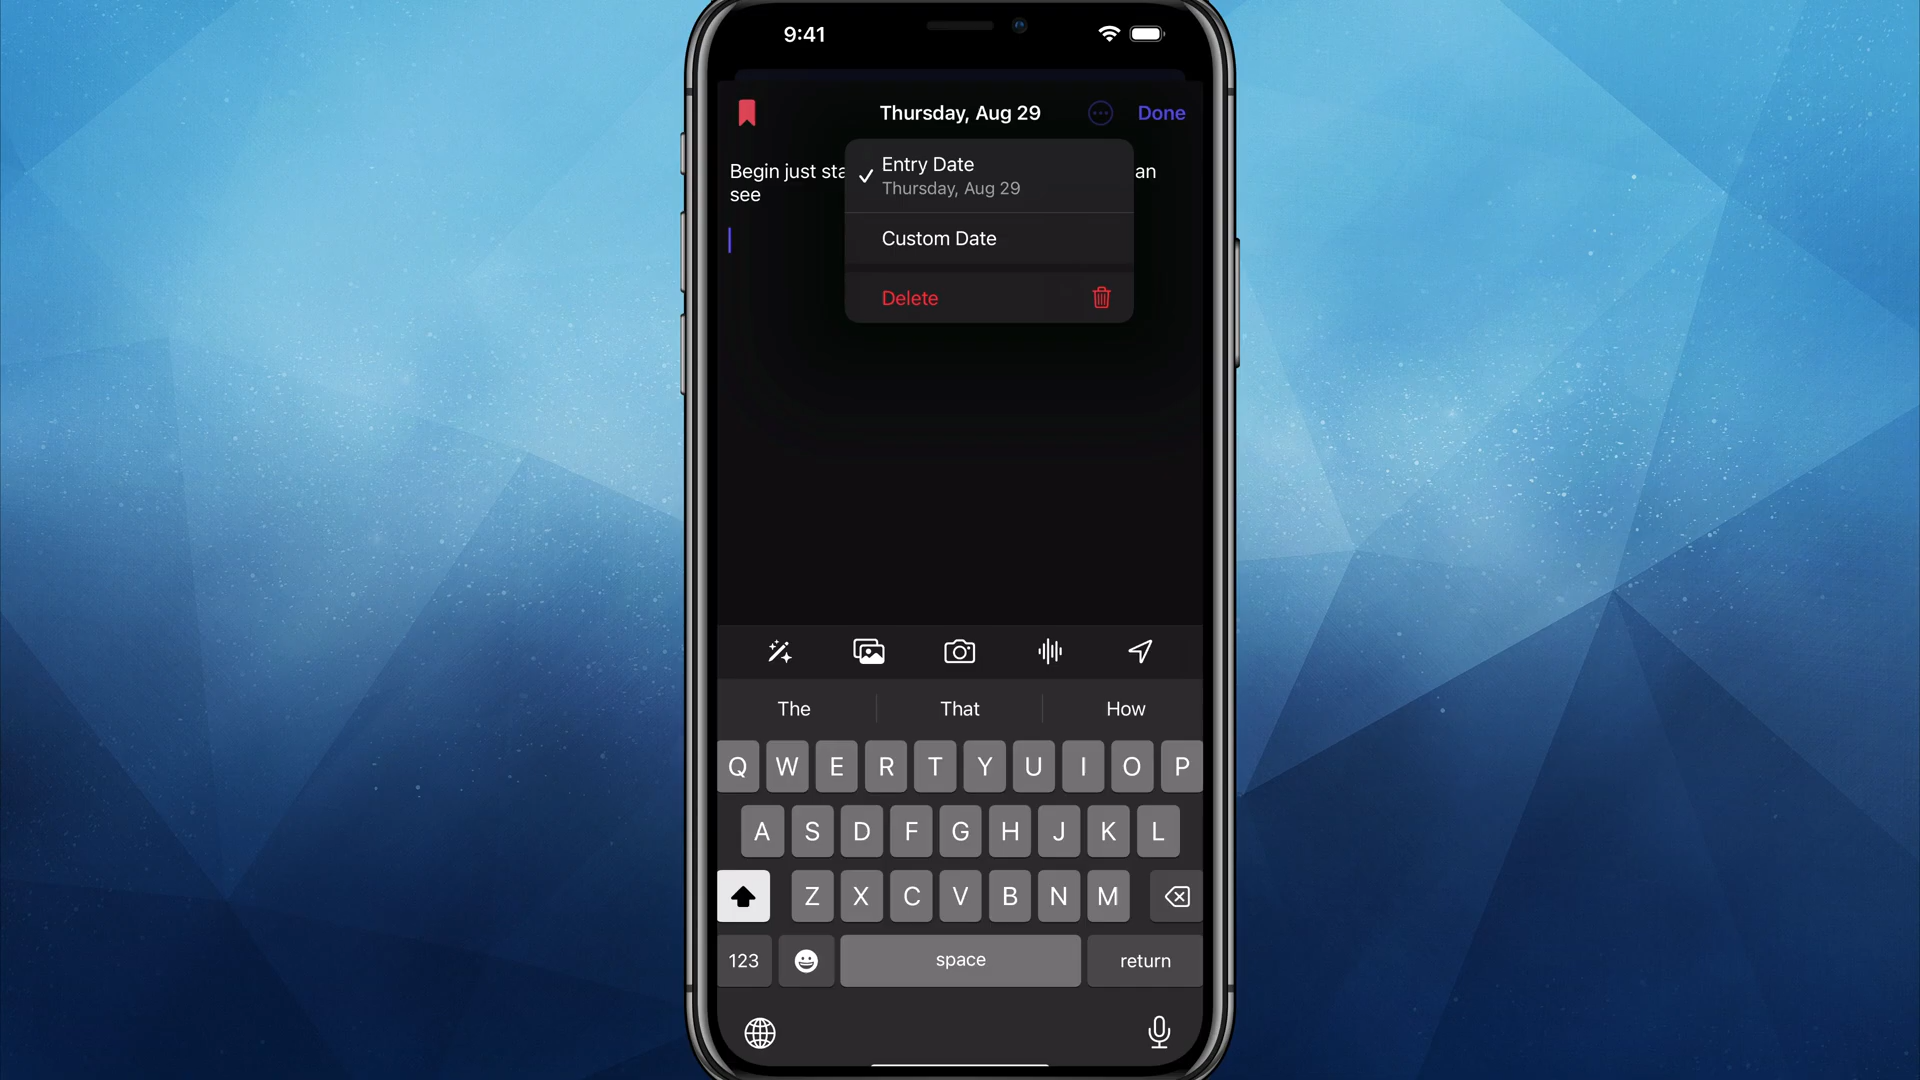 9:41
Thursday, Aug 29
Done
Begin just
an
see
Entry Date
Thursday, Aug 29
Custom Date
Delete
The That How
Q W E R T Y U I O P
A S D F G H J K L
Z X C V B N M
123 space return